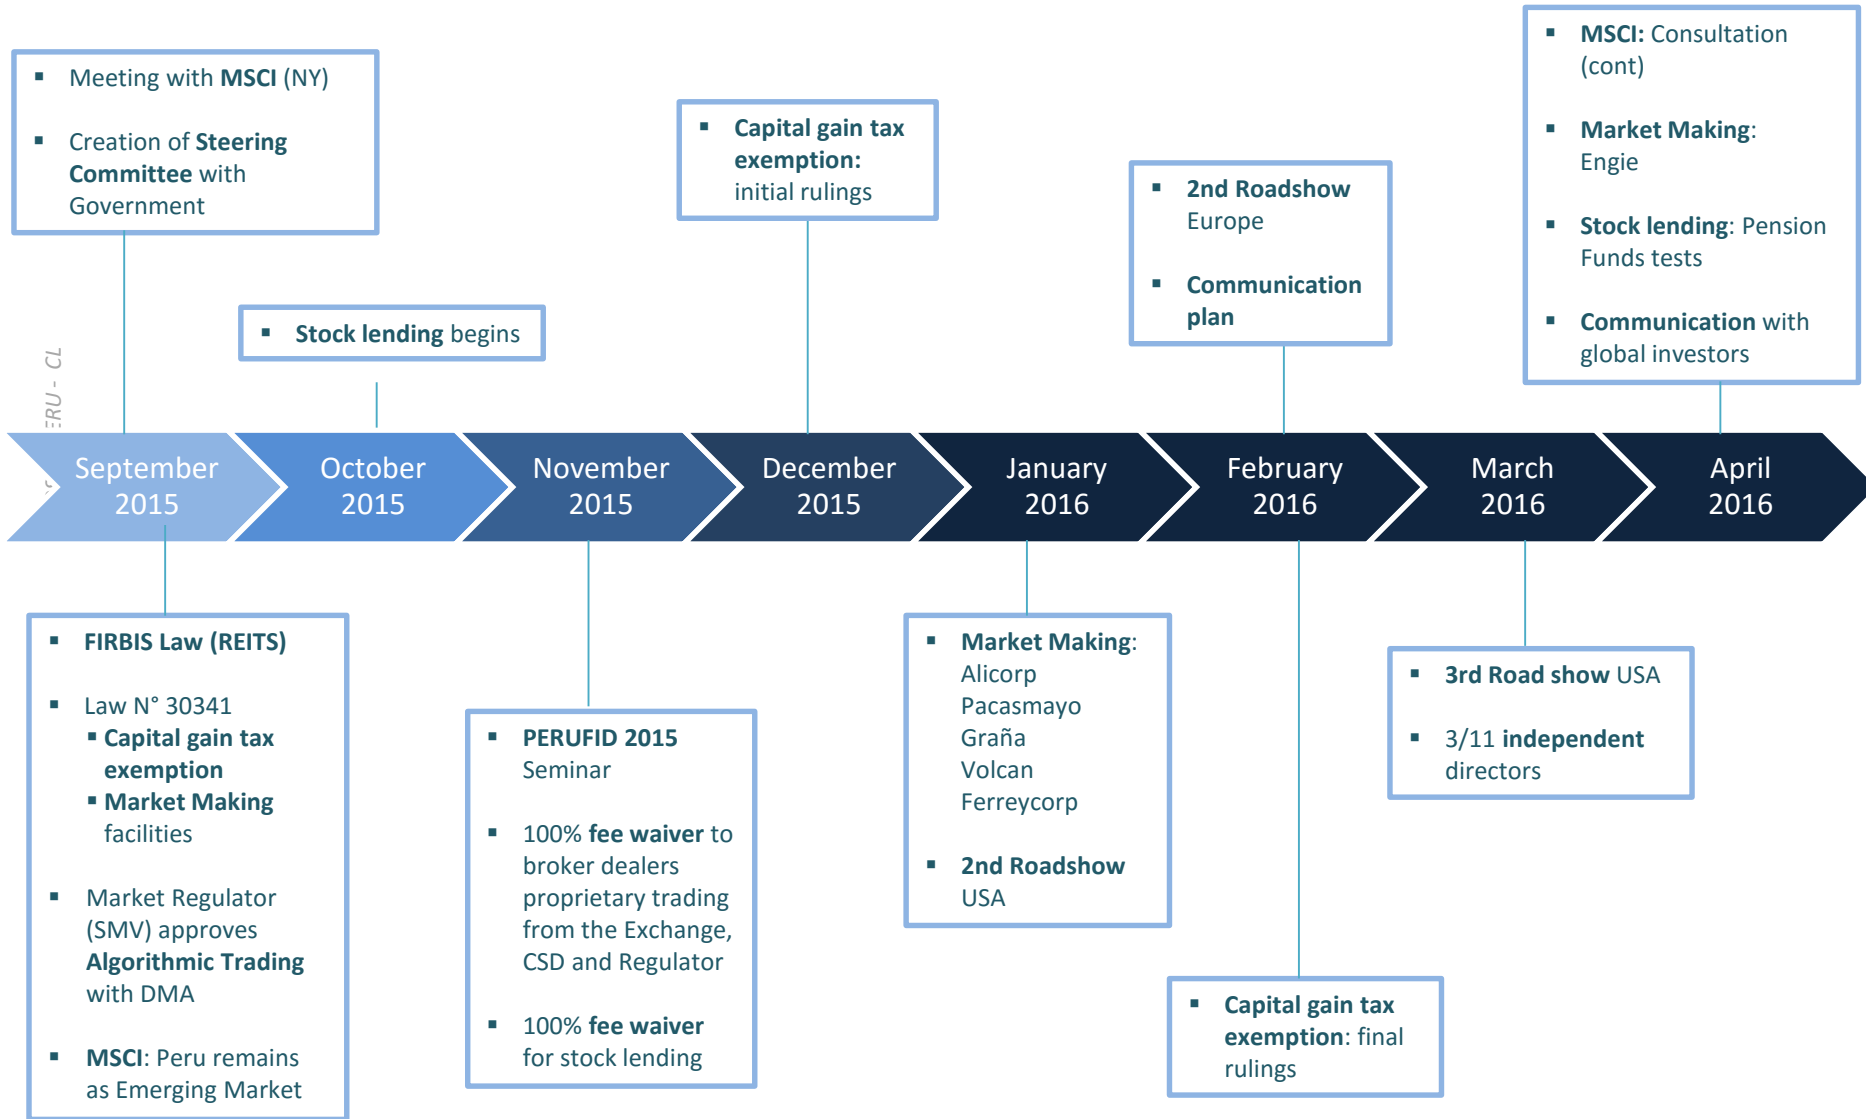 ▪ Meeting with MSCI (NY)
▪ Creation of Steering
Committee with
Government
▪ Stock lending begins
▪ Capital gain tax
exemption:
initial rulings
▪ 2nd Roadshow
Europe
▪ Communication
plan
▪ MSCI: Consultation
(cont)
▪ Market Making:
Engie
▪ Stock lending: Pension
Funds tests
▪ Communication with
global investors
ERU - CL
September
2015
October
2015
November
2015
December
2015
January
2016
February
2016
March
2016
April
2016
▪ FIRBIS Law (REITS)
▪ Law N° 30341
▪ Capital gain tax
exemption
▪ Market Making
facilities
▪ Market Regulator
(SMV) approves
Algorithmic Trading
with DMA
▪ MSCI: Peru remains
as Emerging Market
▪ PERUFID 2015
Seminar
▪ 100% fee waiver to
broker dealers
proprietary trading
from the Exchange,
CSD and Regulator
▪ 100% fee waiver
for stock lending
▪ Market Making:
Alicorp
Pacasmayo
Graña
Volcan
Ferreycorp
▪ 2nd Roadshow
USA
▪ Capital gain tax
exemption: final
rulings
▪ 3rd Road show USA
▪ 3/11 independent
directors